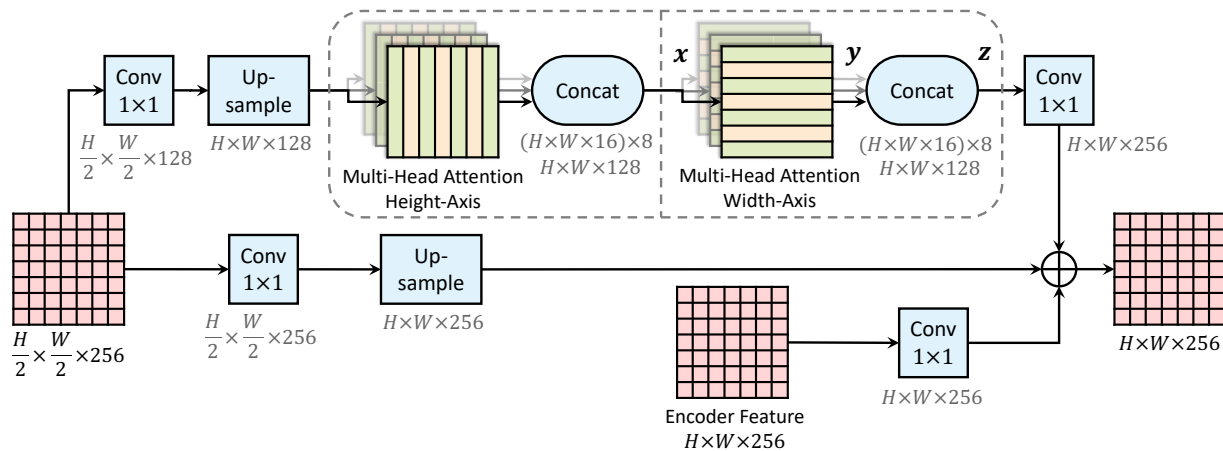 Conv
1×1
H/2 × W/2 ×128
Up-
sample
H×W×128
Multi-Head Attention
Height-Axis
Concat
(H×W×16)×8
H×W×128
x
Multi-Head Attention
Width-Axis
y
Concat
(H×W×16)×8
H×W×128
z
Conv
1×1
H×W×256
H/2 × W/2 ×256
Conv
1×1
H/2 × W/2 ×256
Up-
sample
H×W×256
Encoder Feature
H×W×256
Conv
1×1
H×W×256
H×W×256